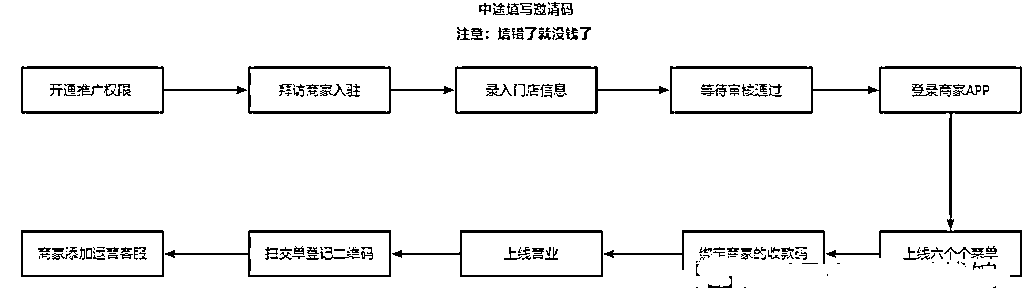 中途填写邀请码
注意：填错了就没钱了
开通推广权限
拜访商家入驻
录入门店信息
等待审核通过
登录商家APP
商家添加运营客服
扫交单登记二维码
上线营业
绑定商家的收款码
上线六个个菜单